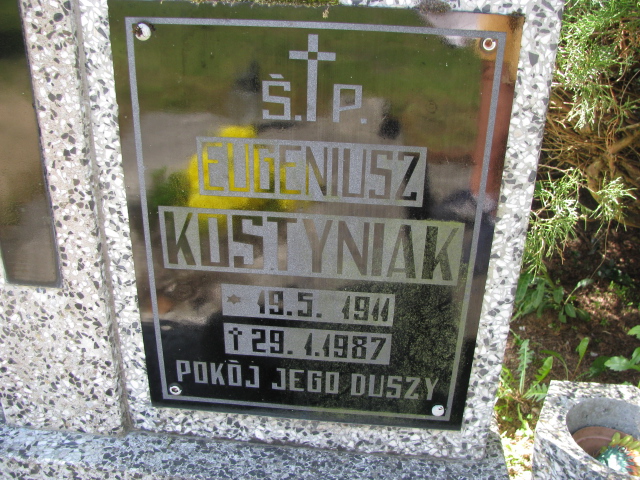 Ś. P.
EUGENIUSZ
KOSTYNIAK
* 19.5. 1911
† 29.1.1987
POKÓJ JEGO DUSZY